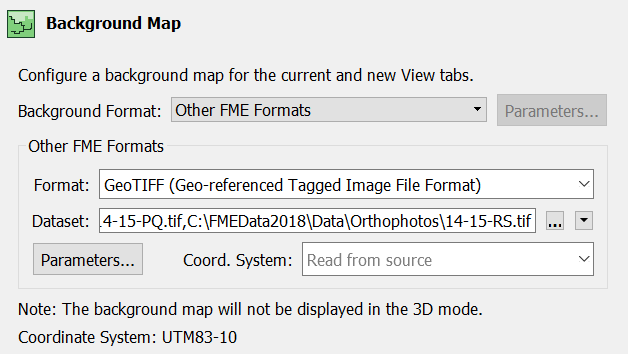 Background Map
Configure a background map for the current and new View tabs.
Background Format: Other FME Formats Parameters...
Other FME Formats
Format: GeoTIFF (Geo-referenced Tagged Image File Format)
Dataset: 4-15-PQ.tif,C:\FMEData2018\Data\Orthophotos\14-15-RS.tif ...
Parameters... Coord. System: Read from source
Note: The background map will not be displayed in the 3D mode.
Coordinate System: UTM83-10